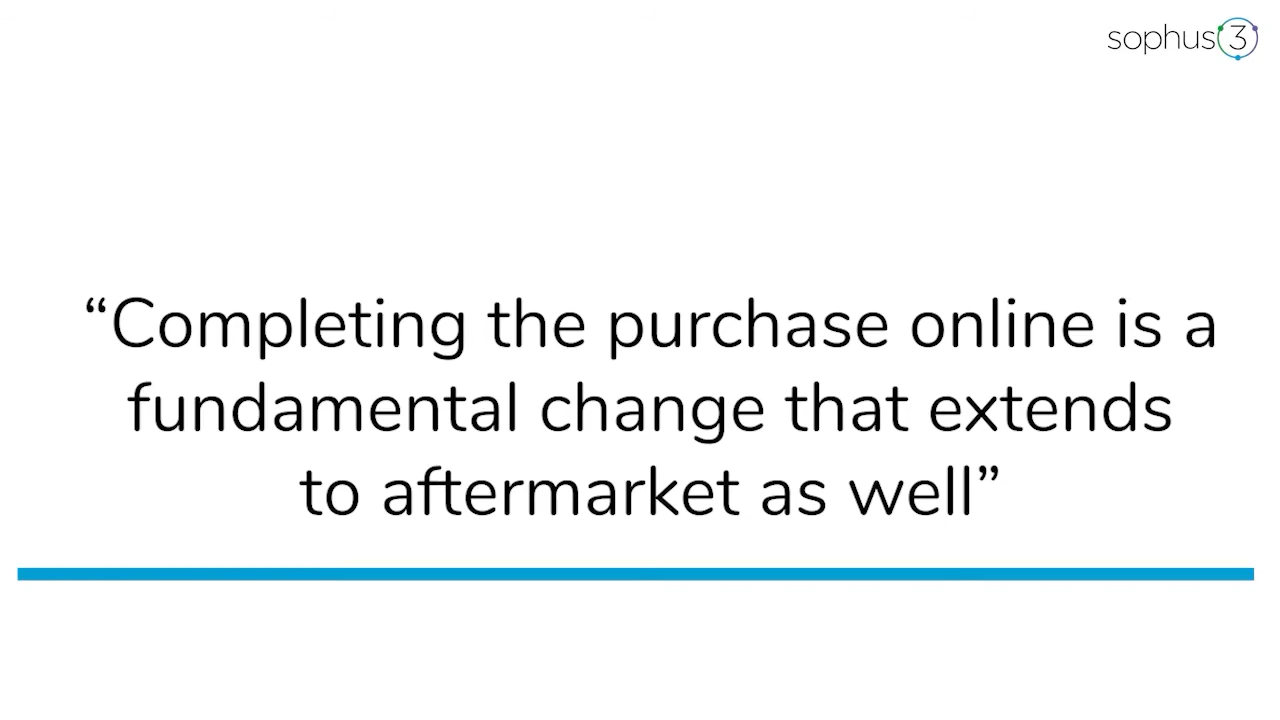 sophus3
“Completing the purchase online is a
fundamental change that extends
to aftermarket as well”